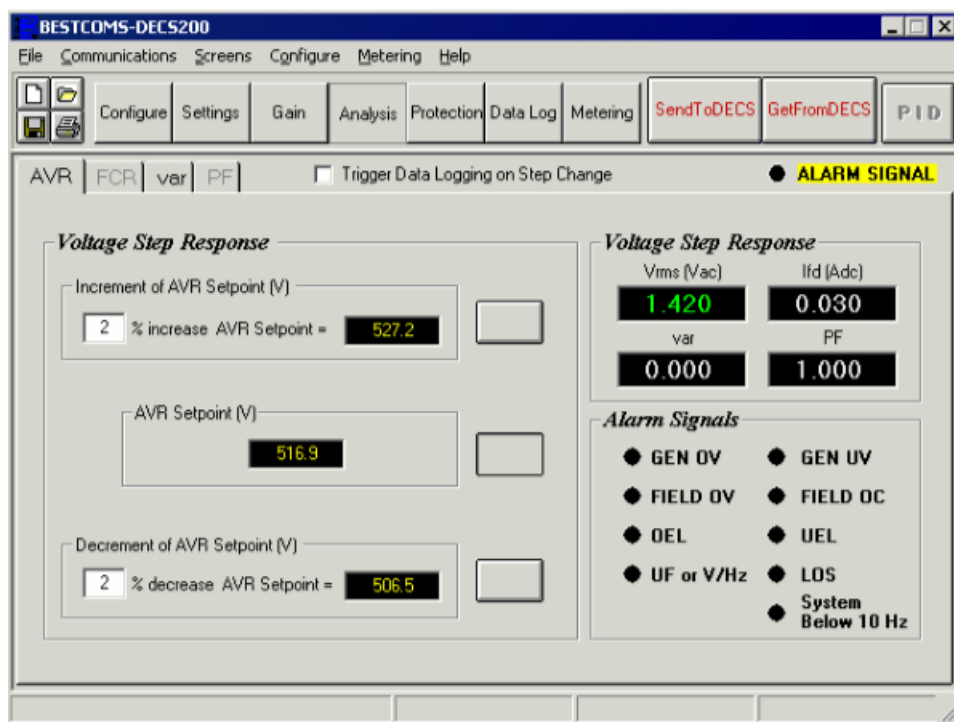 BESTCOMS-DECS200
File Communications Screens Configure Metering Help
Configure Settings Gain Analysis Protection Data Log Metering SendToDECS GetFromDECS PID
AVR FCR var PF Trigger Data Logging on Step Change ALARM SIGNAL
Voltage Step Response
Increment of AVR Setpoint (V)
2 % increase AVR Setpoint = 527.2
AVR Setpoint (V)
516.9
Decrement of AVR Setpoint (V)
2 % decrease AVR Setpoint = 506.5
Voltage Step Response
Vrms (Vac) Ifd (Adc)
1.420 0.030
var PF
0.000 1.000
Alarm Signals
GEN OV GEN UV
FIELD OV FIELD OC
OEL UEL
UF or V/Hz LOS
System
Below 10 Hz